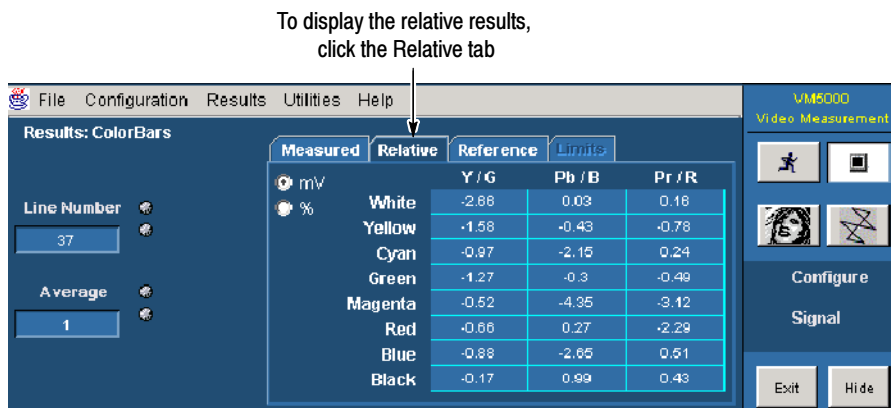 To display the relative results,
click the Relative tab
File Configuration Results Utilities Help
VM5000
Video Measurement
Results: ColorBars
Measured Relative Reference Limits
mV
%
Y / G Pb / B Pr / R
White -2.66 0.03 0.16
Yellow -1.58 -0.43 -0.78
Cyan -0.97 -2.15 0.24
Green -1.27 -0.3 -0.49
Magenta -0.52 -4.35 -3.12
Red -0.66 0.27 -2.29
Blue -0.88 -2.65 0.51
Black -0.17 0.99 0.43
Line Number
37
Average
1
Configure
Signal
Exit Hide